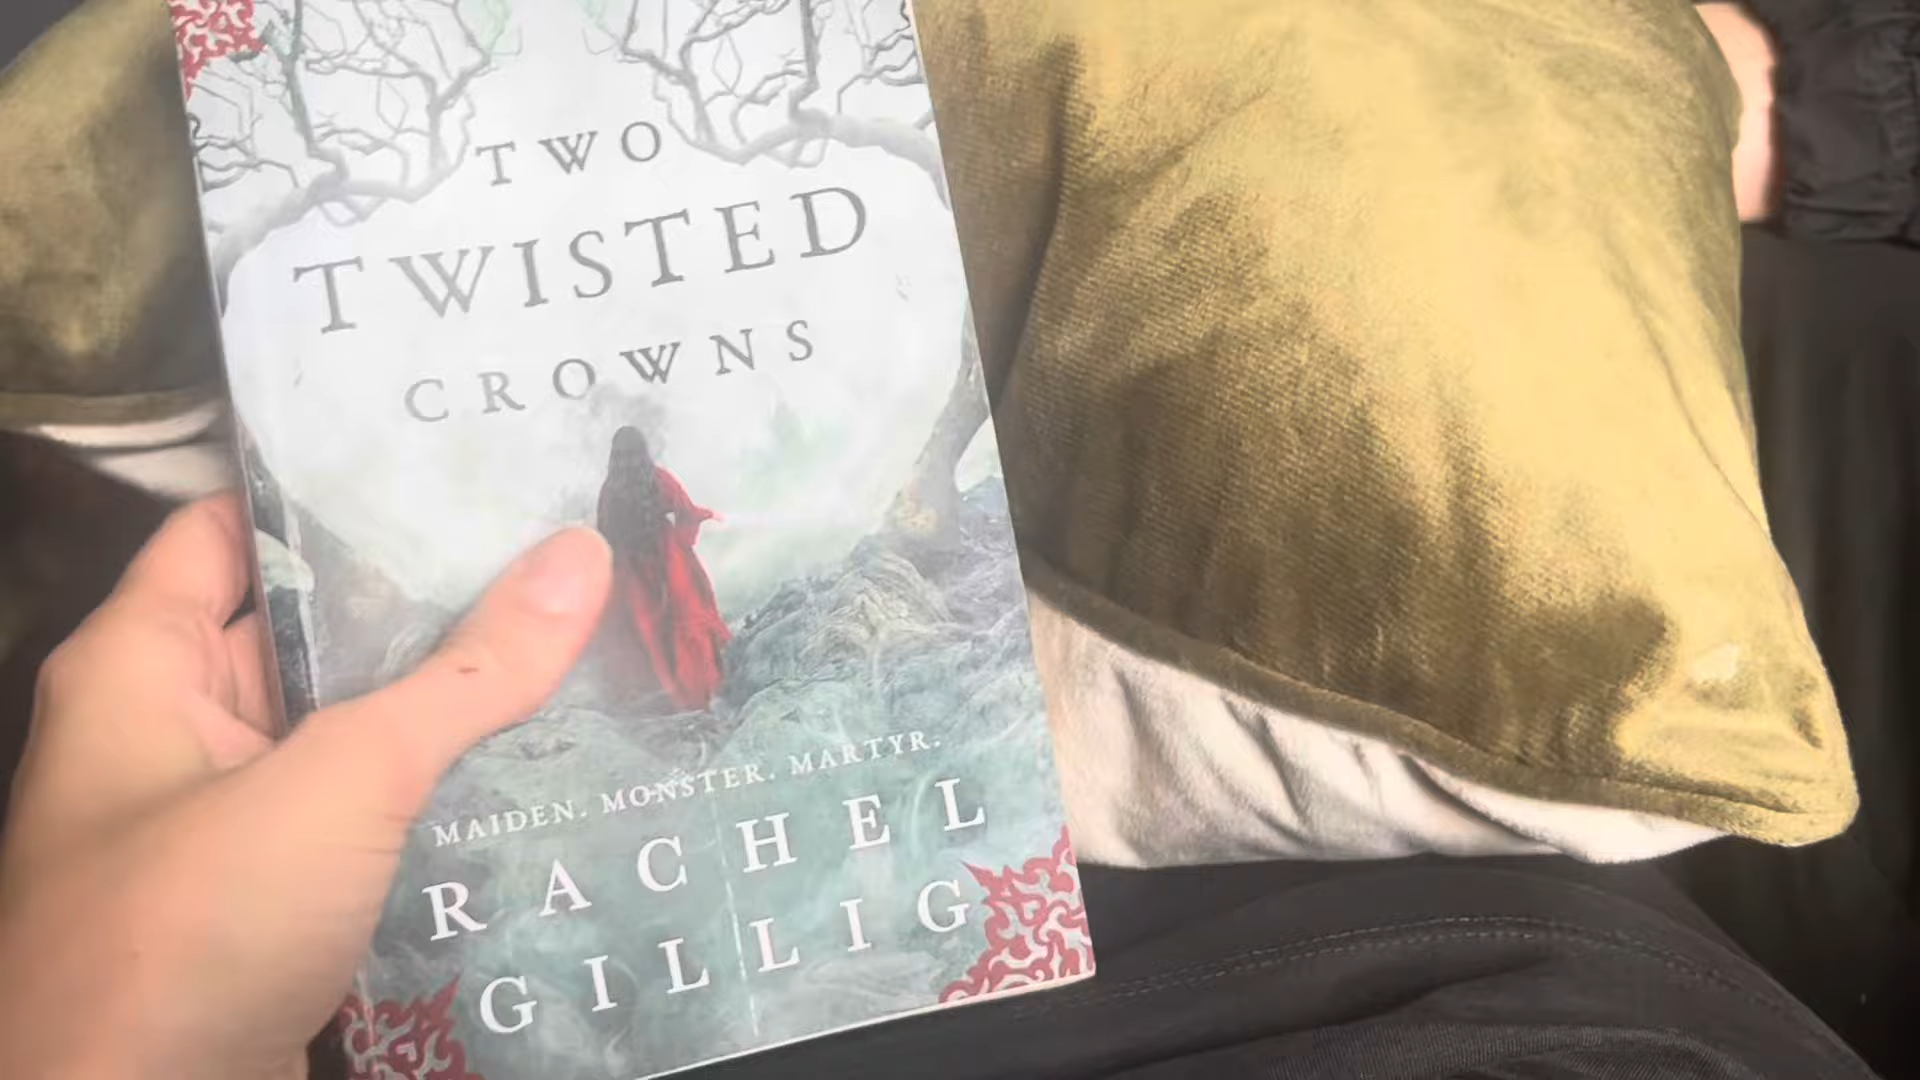 TWO
TWISTED
CROWNS
MAIDEN. MONSTER. MARTYR.
RACHEL
GILLIG